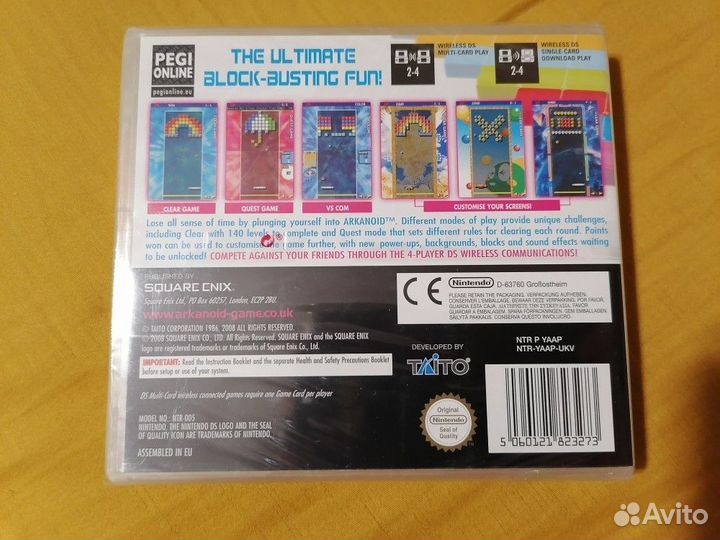 PEGI
ONLINE
pegionline.eu
THE ULTIMATE
BLOCK-BUSTING FUN!
2-4
WIRELESS DS
MULTI-CARD PLAY
2-4
WIRELESS DS
SINGLE-CARD
DOWNLOAD PLAY
CLEAR GAME
QUEST GAME
VS COM
CUSTOMISE YOUR SCREENS!
Lose all sense of time by plunging yourself into ARKANOID™. Different modes of play provide unique challenges,
including Clear with 140 levels to complete and Quest mode that sets different rules for clearing each round. Points
won can be used to customise the game further, with new power-ups, backgrounds, blocks and sound effects waiting
to be unlocked! COMPETE AGAINST YOUR FRIENDS THROUGH THE 4-PLAYER DS WIRELESS COMMUNICATIONS!
PUBLISHED BY
SQUARE ENIX
Square Enix Ltd, PO Box 60257, London, EC2P 2BU.
www.arkanoid-game.co.uk
© TAITO CORPORATION 1986, 2008 ALL RIGHTS RESERVED.
© 2008 SQUARE ENIX CO., LTD. ALL RIGHTS RESERVED. SQUARE ENIX and the SQUARE ENIX
logo are registered trademarks or trademarks of Square Enix Co., Ltd.
IMPORTANT: Read the Instruction Booklet and the separate Health and Safety Precautions Booklet
before setup or use of your system.
DS Multi-Card wireless connected games require one Game Card per player
MODEL NO.: NTR-005
NINTENDO, THE NINTENDO DS LOGO AND THE SEAL
OF QUALITY ICON ARE TRADEMARKS OF NINTENDO.
ASSEMBLED IN EU
CE
Nintendo
D-63760 Großostheim
PLEASE RETAIN THE PACKAGING. VERPACKUNG AUFHEBEN.
CONSERVER L'EMBALLAGE. BEWAAR DEZE VERPAKKING. POR FAVOR,
GUARDAR A EMBALAGEM. SPARA FÖRPACKNINGEN. GEM EMBALLAGEN
SÄILYTÄ PAKKAUS. CONSERVA EL ENVOLTORIO POR FAVOR.
DEVELOPED BY
TAITO
NTR P YAAP
NTR-YAAP-UKV
Original
Nintendo
Seal of
Quality
5 060121 823273
Avito